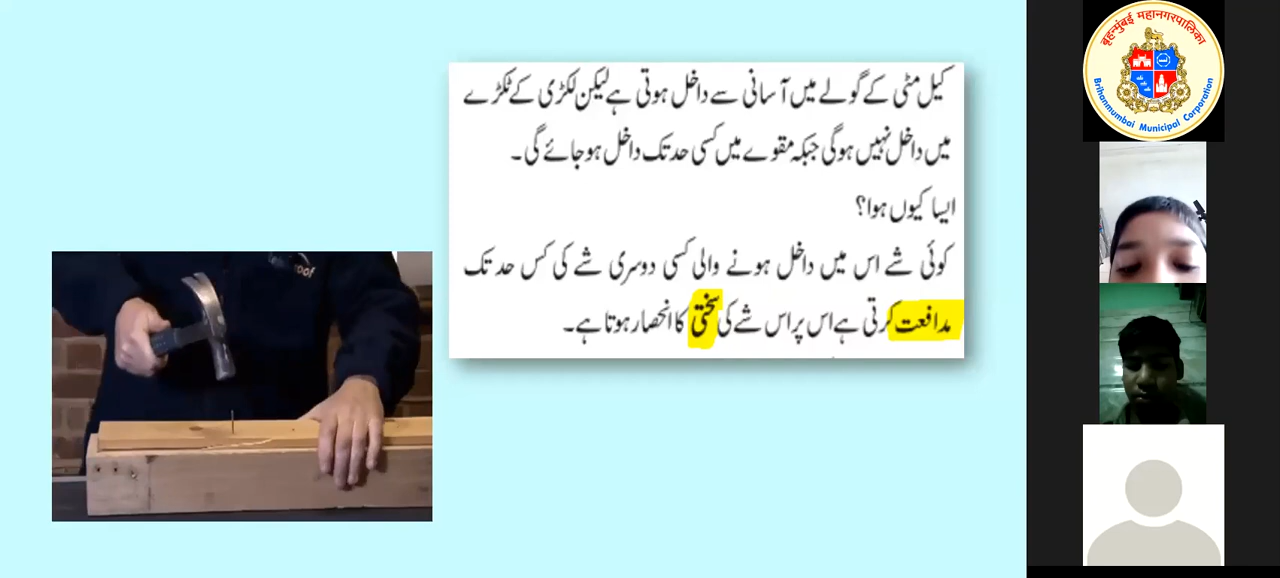 کیل مٹی کے گولے میں آسانی سے داخل ہوتی ہے لیکن لکڑی کے ٹکڑے
میں داخل نہیں ہوگی جبکہ مقوے میں کسی حد تک داخل ہو جائے گی۔
ایسا کیوں ہوا؟
کوئی شے اس میں داخل ہونے والی کسی دوسری شے کی کس حد تک
مدافعت کرتی ہے اس پر اس شے کی سختی کا انحصار ہوتا ہے۔
बृहन्मुंबई महानगरपालिका
Brihanmumbai Municipal Corporation
roof